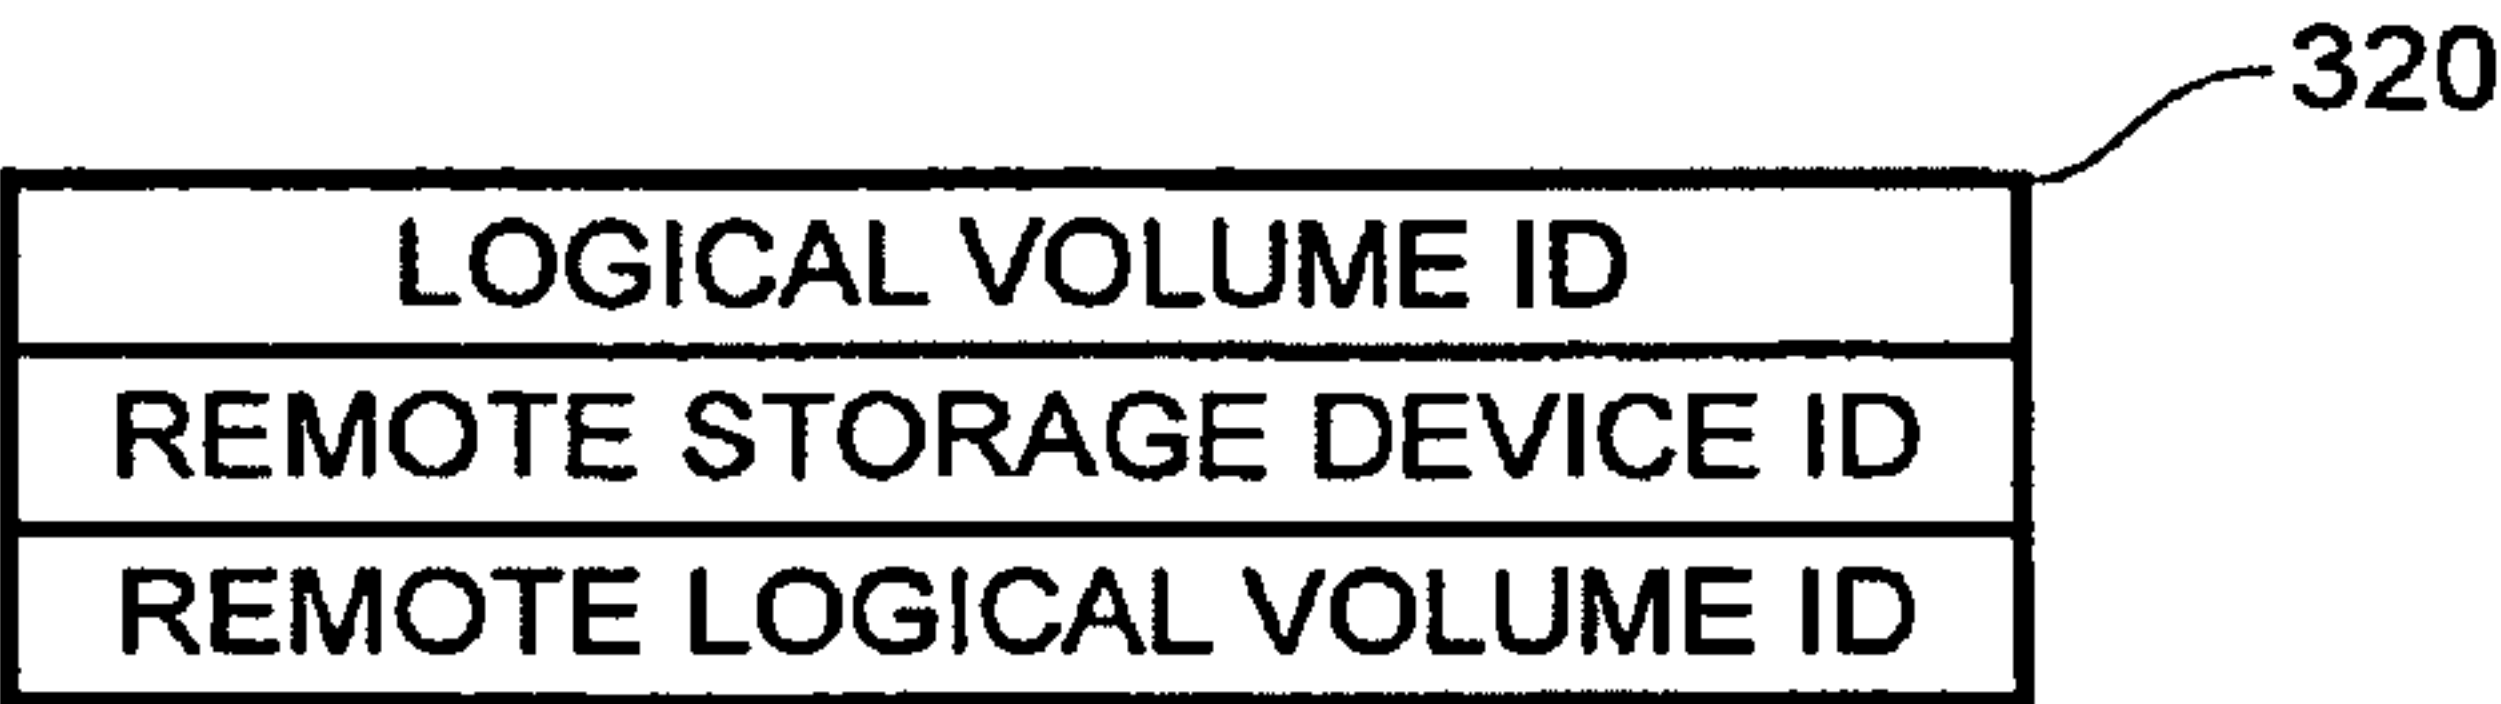 320
LOGICAL VOLUME ID
REMOTE STORAGE DEVICE ID
REMOTE LOGICAL VOLUME ID